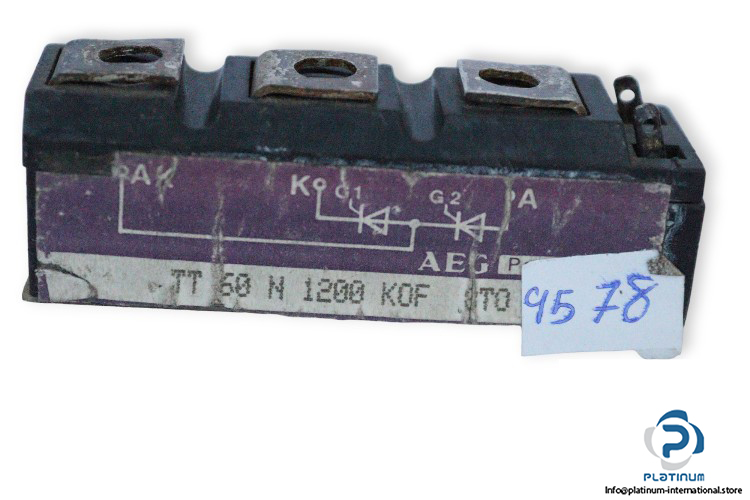 AK K G1 G2 A
AEG
TT 60 N 1200 KOF
9578
PLATINUM
Info@platinum-international.store